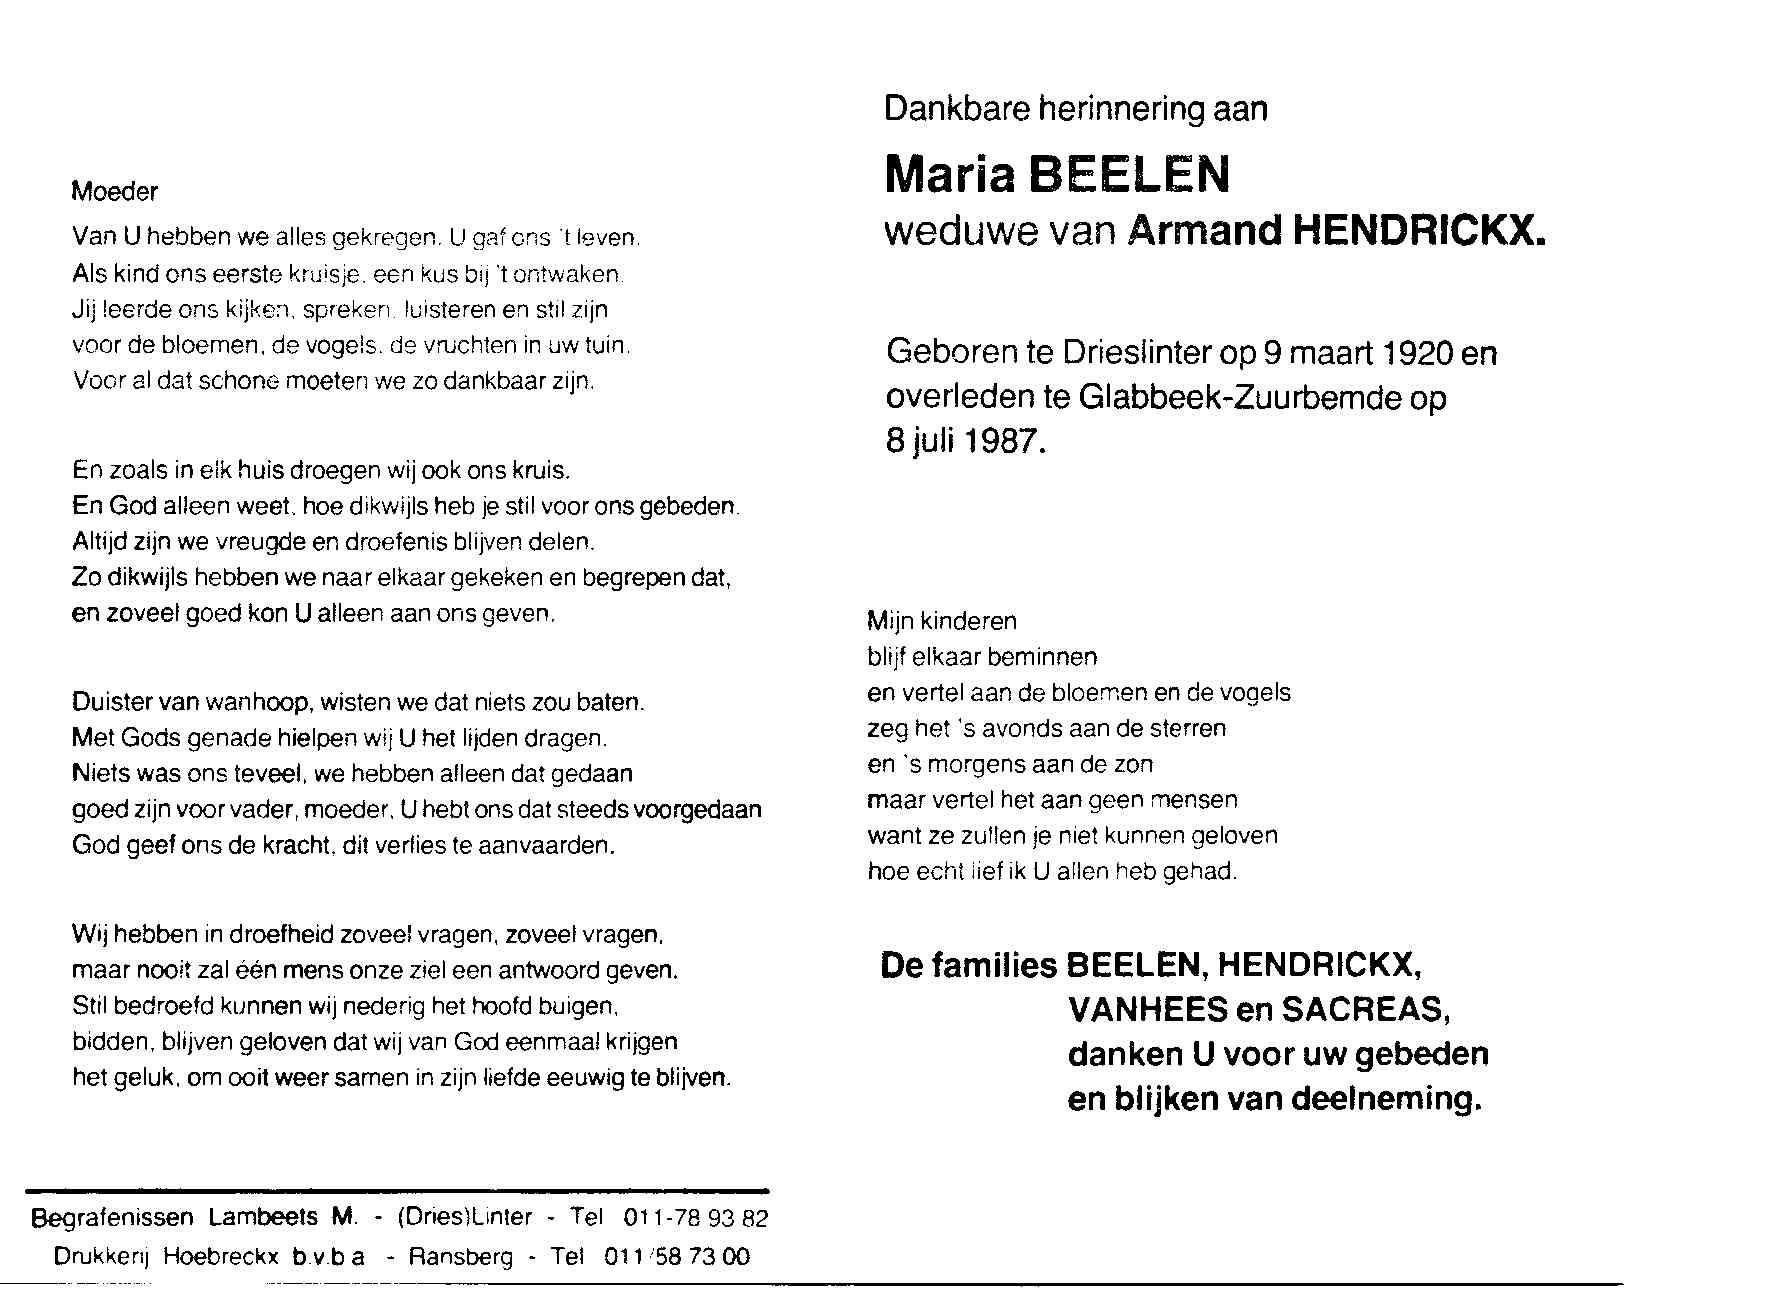 Moeder
Van U hebben we alles gekregen. U gaf ons 't leven.
Als kind ons eerste kruisje, een kus bij 't ontwaken.
Jij leerde ons kijken, spreken, luisteren en stil zijn
voor de bloemen, de vogels, de vruchten in uw tuin.
Voor al dat schone moeten we zo dankbaar zijn.
En zoals in elk huis droegen wij ook ons kruis.
En God alleen weet, hoe dikwijls heb je stil voor ons gebeden.
Altijd zijn we vreugde en droefenis blijven delen.
Zo dikwijls hebben we naar elkaar gekeken en begrepen dat,
en zoveel goed kon U alleen aan ons geven.
Duister van wanhoop, wisten we dat niets zou baten.
Met Gods genade hielpen wij U het lijden dragen.
Niets was ons teveel, we hebben alleen dat gedaan
goed zijn voor vader, moeder, U hebt ons dat steeds voorgedaan
God geef ons de kracht, dit verlies te aanvaarden.
Wij hebben in droefheid zoveel vragen, zoveel vragen,
maar nooit zal één mens onze ziel een antwoord geven.
Stil bedroefd kunnen wij nederig het hoofd buigen,
bidden, blijven geloven dat wij van God eenmaal krijgen
het geluk, om ooit weer samen in zijn liefde eeuwig te blijven.
Begrafenissen Lambeets M. - (Dries)Linter - Tel 011-78 93 82
Drukkerij Hoebreckx b.v.b a - Ransberg - Tel 011/58 73 00
Dankbare herinnering aan
Maria BEELEN
weduwe van Armand HENDRICKX.
Geboren te Drieslinter op 9 maart 1920 en
overleden te Glabbeek-Zuurbemde op
8 juli 1987.
Mijn kinderen
blijf elkaar beminnen
en vertel aan de bloemen en de vogels
zeg het 's avonds aan de sterren
en 's morgens aan de zon
maar vertel het aan geen mensen
want ze zullen je niet kunnen geloven
hoe echt lief ik U allen heb gehad.
De families BEELEN, HENDRICKX,
VANHEES en SACREAS,
danken U voor uw gebeden
en blijken van deelneming.